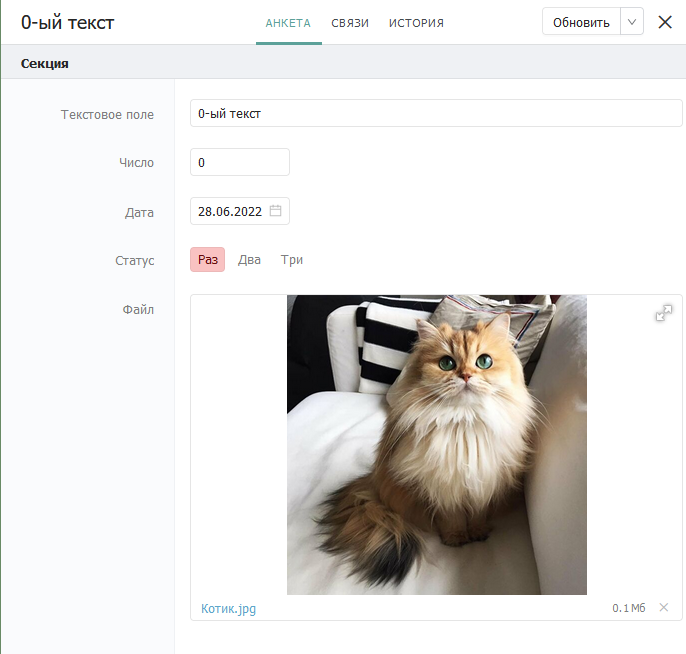 0-ый текст АНКЕТА СВЯЗИ ИСТОРИЯ Обновить
Секция
Текстовое поле 0-ый текст
Число 0
Дата 28.06.2022
Статус Раз Два Три
Файл
Котик.jpg 0.1 Мб